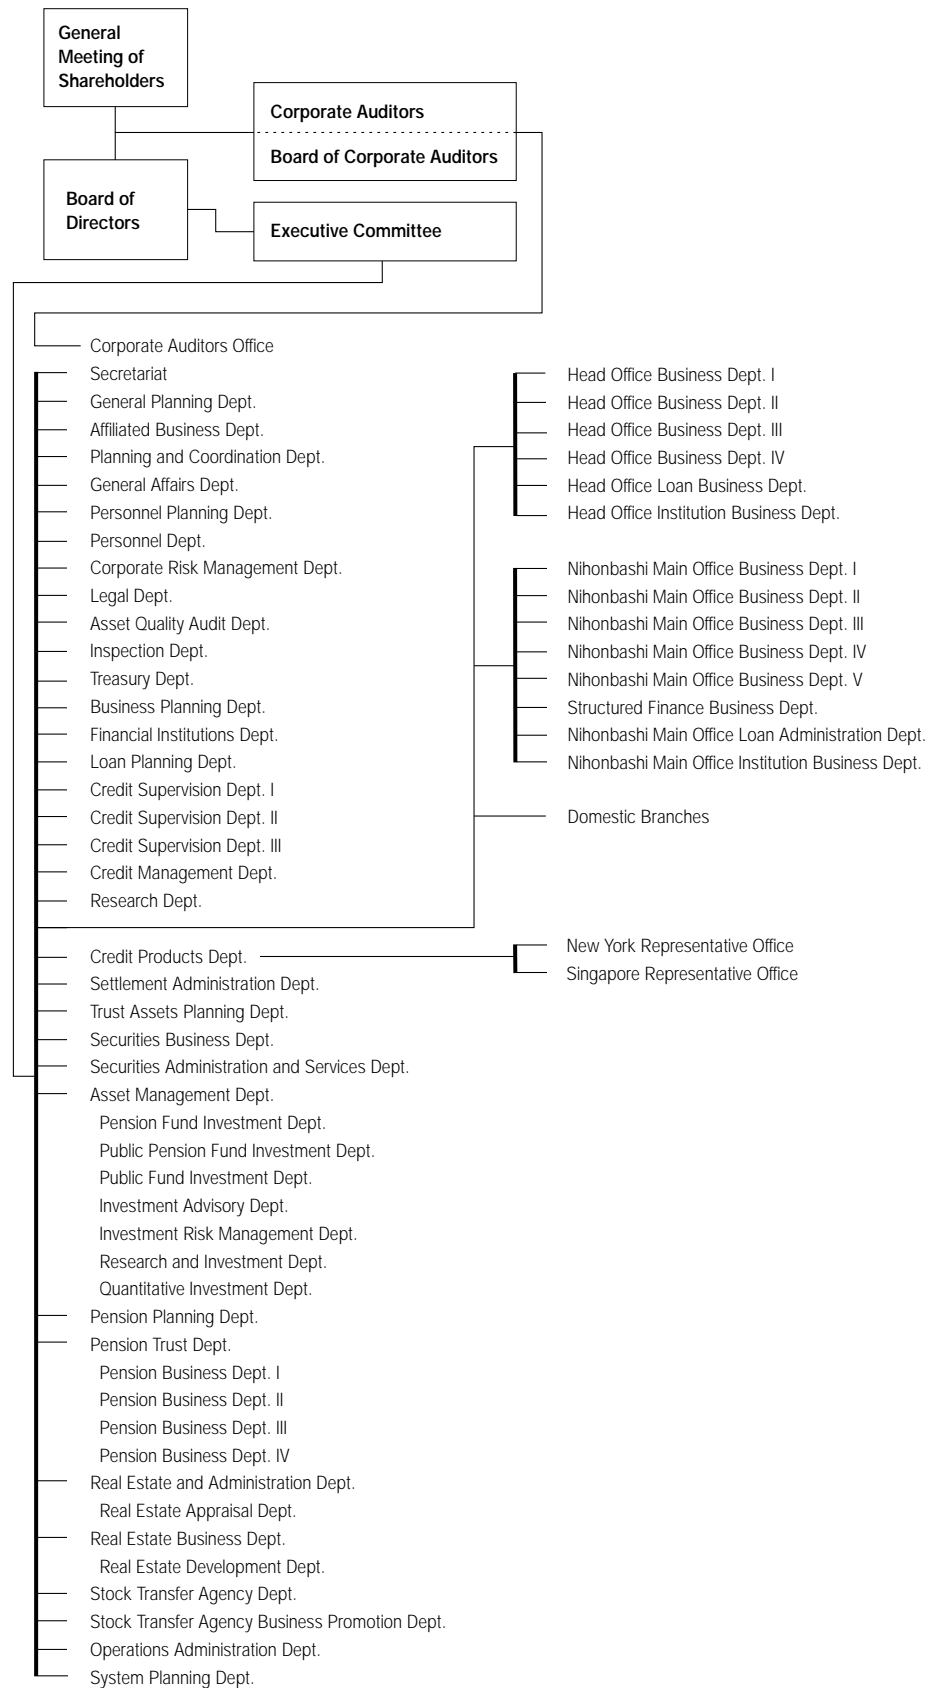 General
Meeting of
Shareholders
Corporate Auditors
Board of Corporate Auditors
Board of
Directors
Executive Committee
Corporate Auditors Office
Secretariat
General Planning Dept.
Affiliated Business Dept.
Planning and Coordination Dept.
General Affairs Dept.
Personnel Planning Dept.
Personnel Dept.
Corporate Risk Management Dept.
Legal Dept.
Asset Quality Audit Dept.
Inspection Dept.
Treasury Dept.
Business Planning Dept.
Financial Institutions Dept.
Loan Planning Dept.
Credit Supervision Dept. I
Credit Supervision Dept. II
Credit Supervision Dept. III
Credit Management Dept.
Research Dept.
Head Office Business Dept. I
Head Office Business Dept. II
Head Office Business Dept. III
Head Office Business Dept. IV
Head Office Loan Business Dept.
Head Office Institution Business Dept.
Nihonbashi Main Office Business Dept. I
Nihonbashi Main Office Business Dept. II
Nihonbashi Main Office Business Dept. III
Nihonbashi Main Office Business Dept. IV
Nihonbashi Main Office Business Dept. V
Structured Finance Business Dept.
Nihonbashi Main Office Loan Administration Dept.
Nihonbashi Main Office Institution Business Dept.
Domestic Branches
Credit Products Dept.
New York Representative Office
Singapore Representative Office
Settlement Administration Dept.
Trust Assets Planning Dept.
Securities Business Dept.
Securities Administration and Services Dept.
Asset Management Dept.
Pension Fund Investment Dept.
Public Pension Fund Investment Dept.
Public Fund Investment Dept.
Investment Advisory Dept.
Investment Risk Management Dept.
Research and Investment Dept.
Quantitative Investment Dept.
Pension Planning Dept.
Pension Trust Dept.
Pension Business Dept. I
Pension Business Dept. II
Pension Business Dept. III
Pension Business Dept. IV
Real Estate and Administration Dept.
Real Estate Appraisal Dept.
Real Estate Business Dept.
Real Estate Development Dept.
Stock Transfer Agency Dept.
Stock Transfer Agency Business Promotion Dept.
Operations Administration Dept.
System Planning Dept.